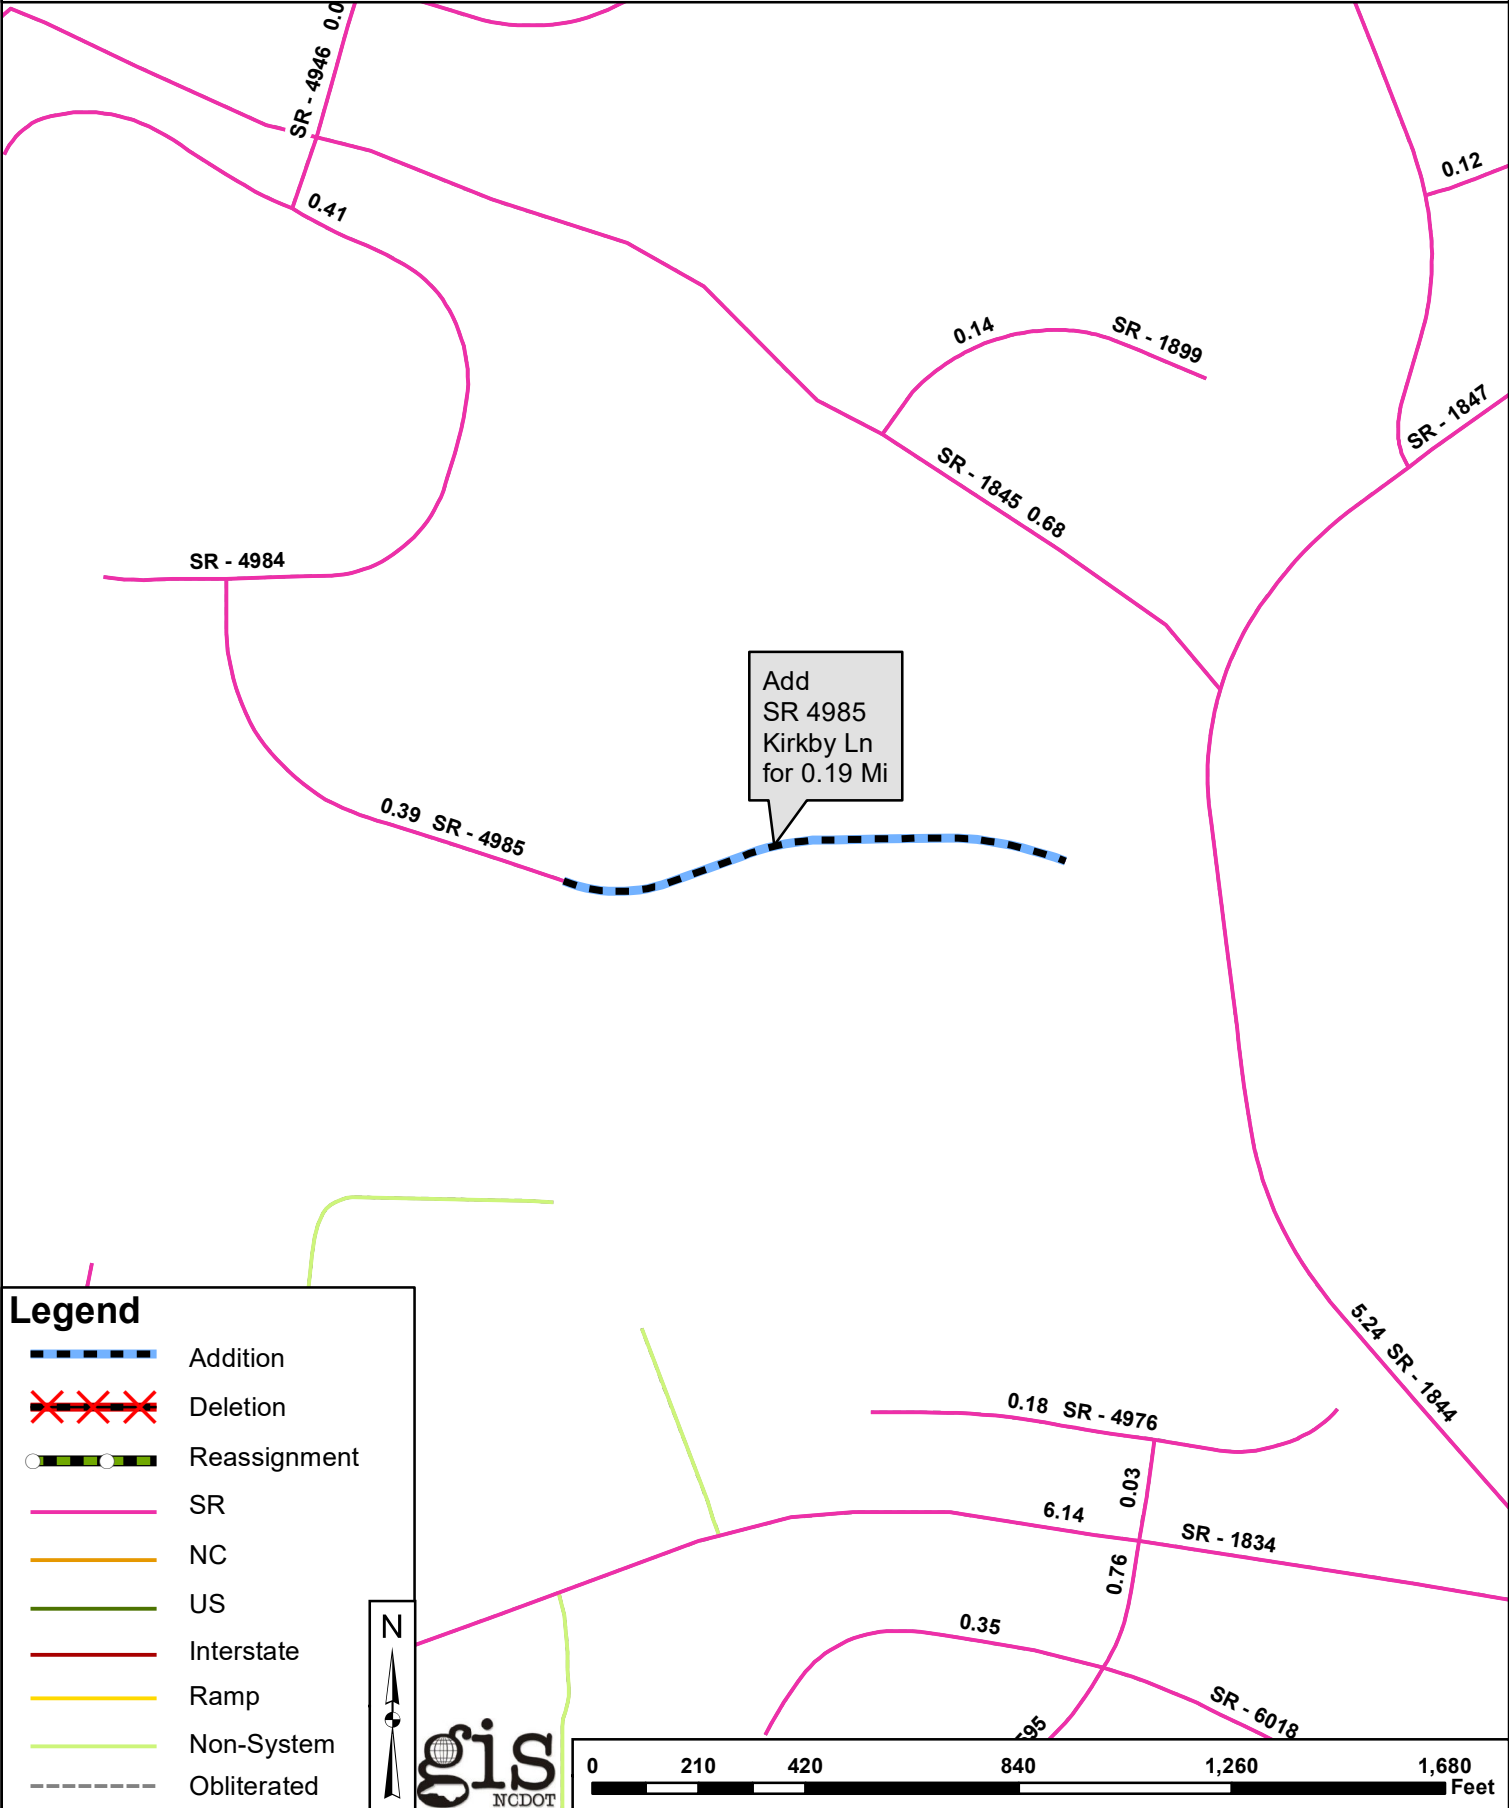 SR - 4946 0.0
0.41
0.12
0.14
SR - 1899
SR - 1847
SR - 1845 0.68
SR - 4984
Add
SR 4985
Kirkby Ln
for 0.19 Mi
0.39 SR - 4985
5.24 SR - 1844
0.18 SR - 4976
0.03
6.14
SR - 1834
0.76
0.35
SR - 6018
595
Legend
Addition
Deletion
Reassignment
SR
NC
US
Interstate
Ramp
Non-System
Obliterated
N
gis
NCDOT
0 210 420 840 1,260 1,680
Feet